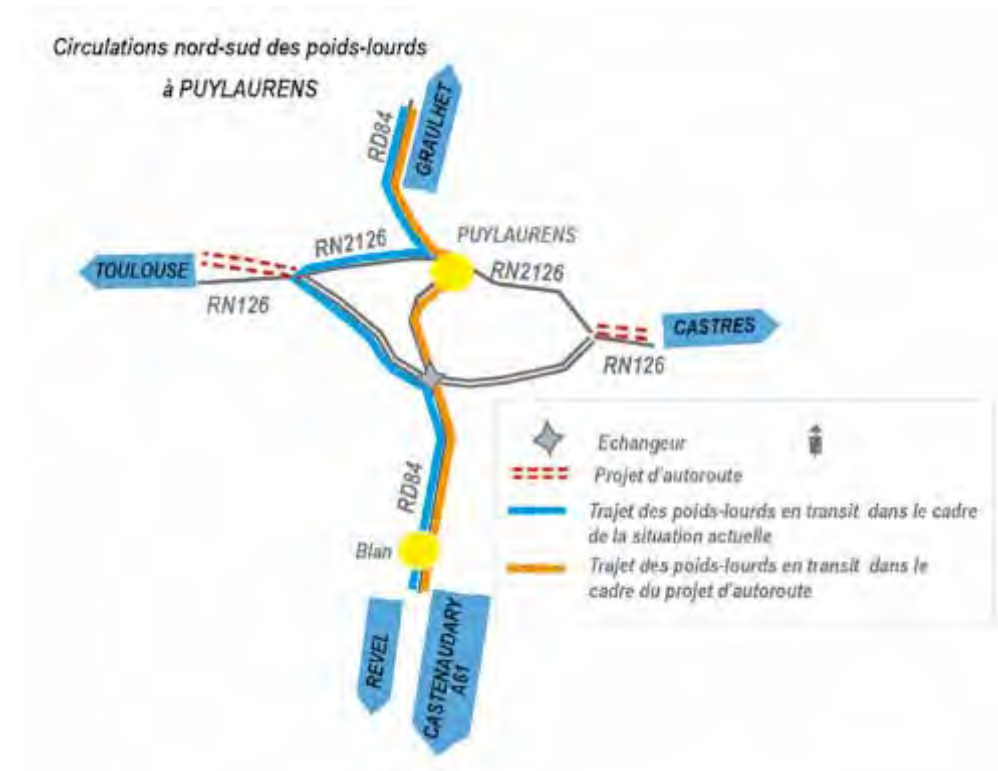 Circulations nord-sud des poids-lourds
à PUYLAURENS
RD84
GRAULHET
RN2126
PUYLAURENS
TOULOUSE
RN2126
RN126
CASTRES
RN126
Echangeur
Projet d'autoroute
RD84
Trajet des poids-lourds en transit dans le cadre
de la situation actuelle
Blan
Trajet des poids-lourds en transit dans le
cadre du projet d'autoroute
REVEL
CASTENAUDARY
A61